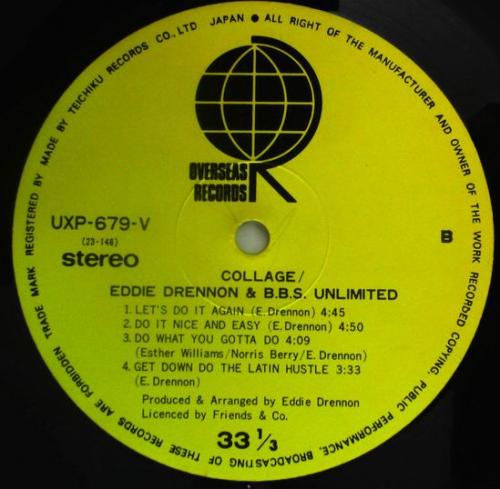 TRADE MARK REGISTERED BY MADE BY TEICHIKU RECORDS CO., LTD JAPAN • ALL RIGHT OF THE MANUFACTURER AND OWNER OF THE WORK RECORDED COPYING, PUBLIC PERFORMANCE, BROADCASTING OF THESE RECORDS ARE FORBIDDEN
OVERSEAS
RECORDS
UXP-679-V
(23-146)
stereo
B
COLLAGE/
EDDIE DRENNON & B.B.S. UNLIMITED
1. LET'S DO IT AGAIN (E. Drennon) 4:45
2. DO IT NICE AND EASY (E. Drennon) 4:50
3. DO WHAT YOU GOTTA DO 4:09
(Esther Williams/Norris Berry/E. Drennon)
4. GET DOWN DO THE LATIN HUSTLE 3:33
(E. Drennon)
Produced & Arranged by Eddie Drennon
Licenced by Friends & Co.
33 1/3